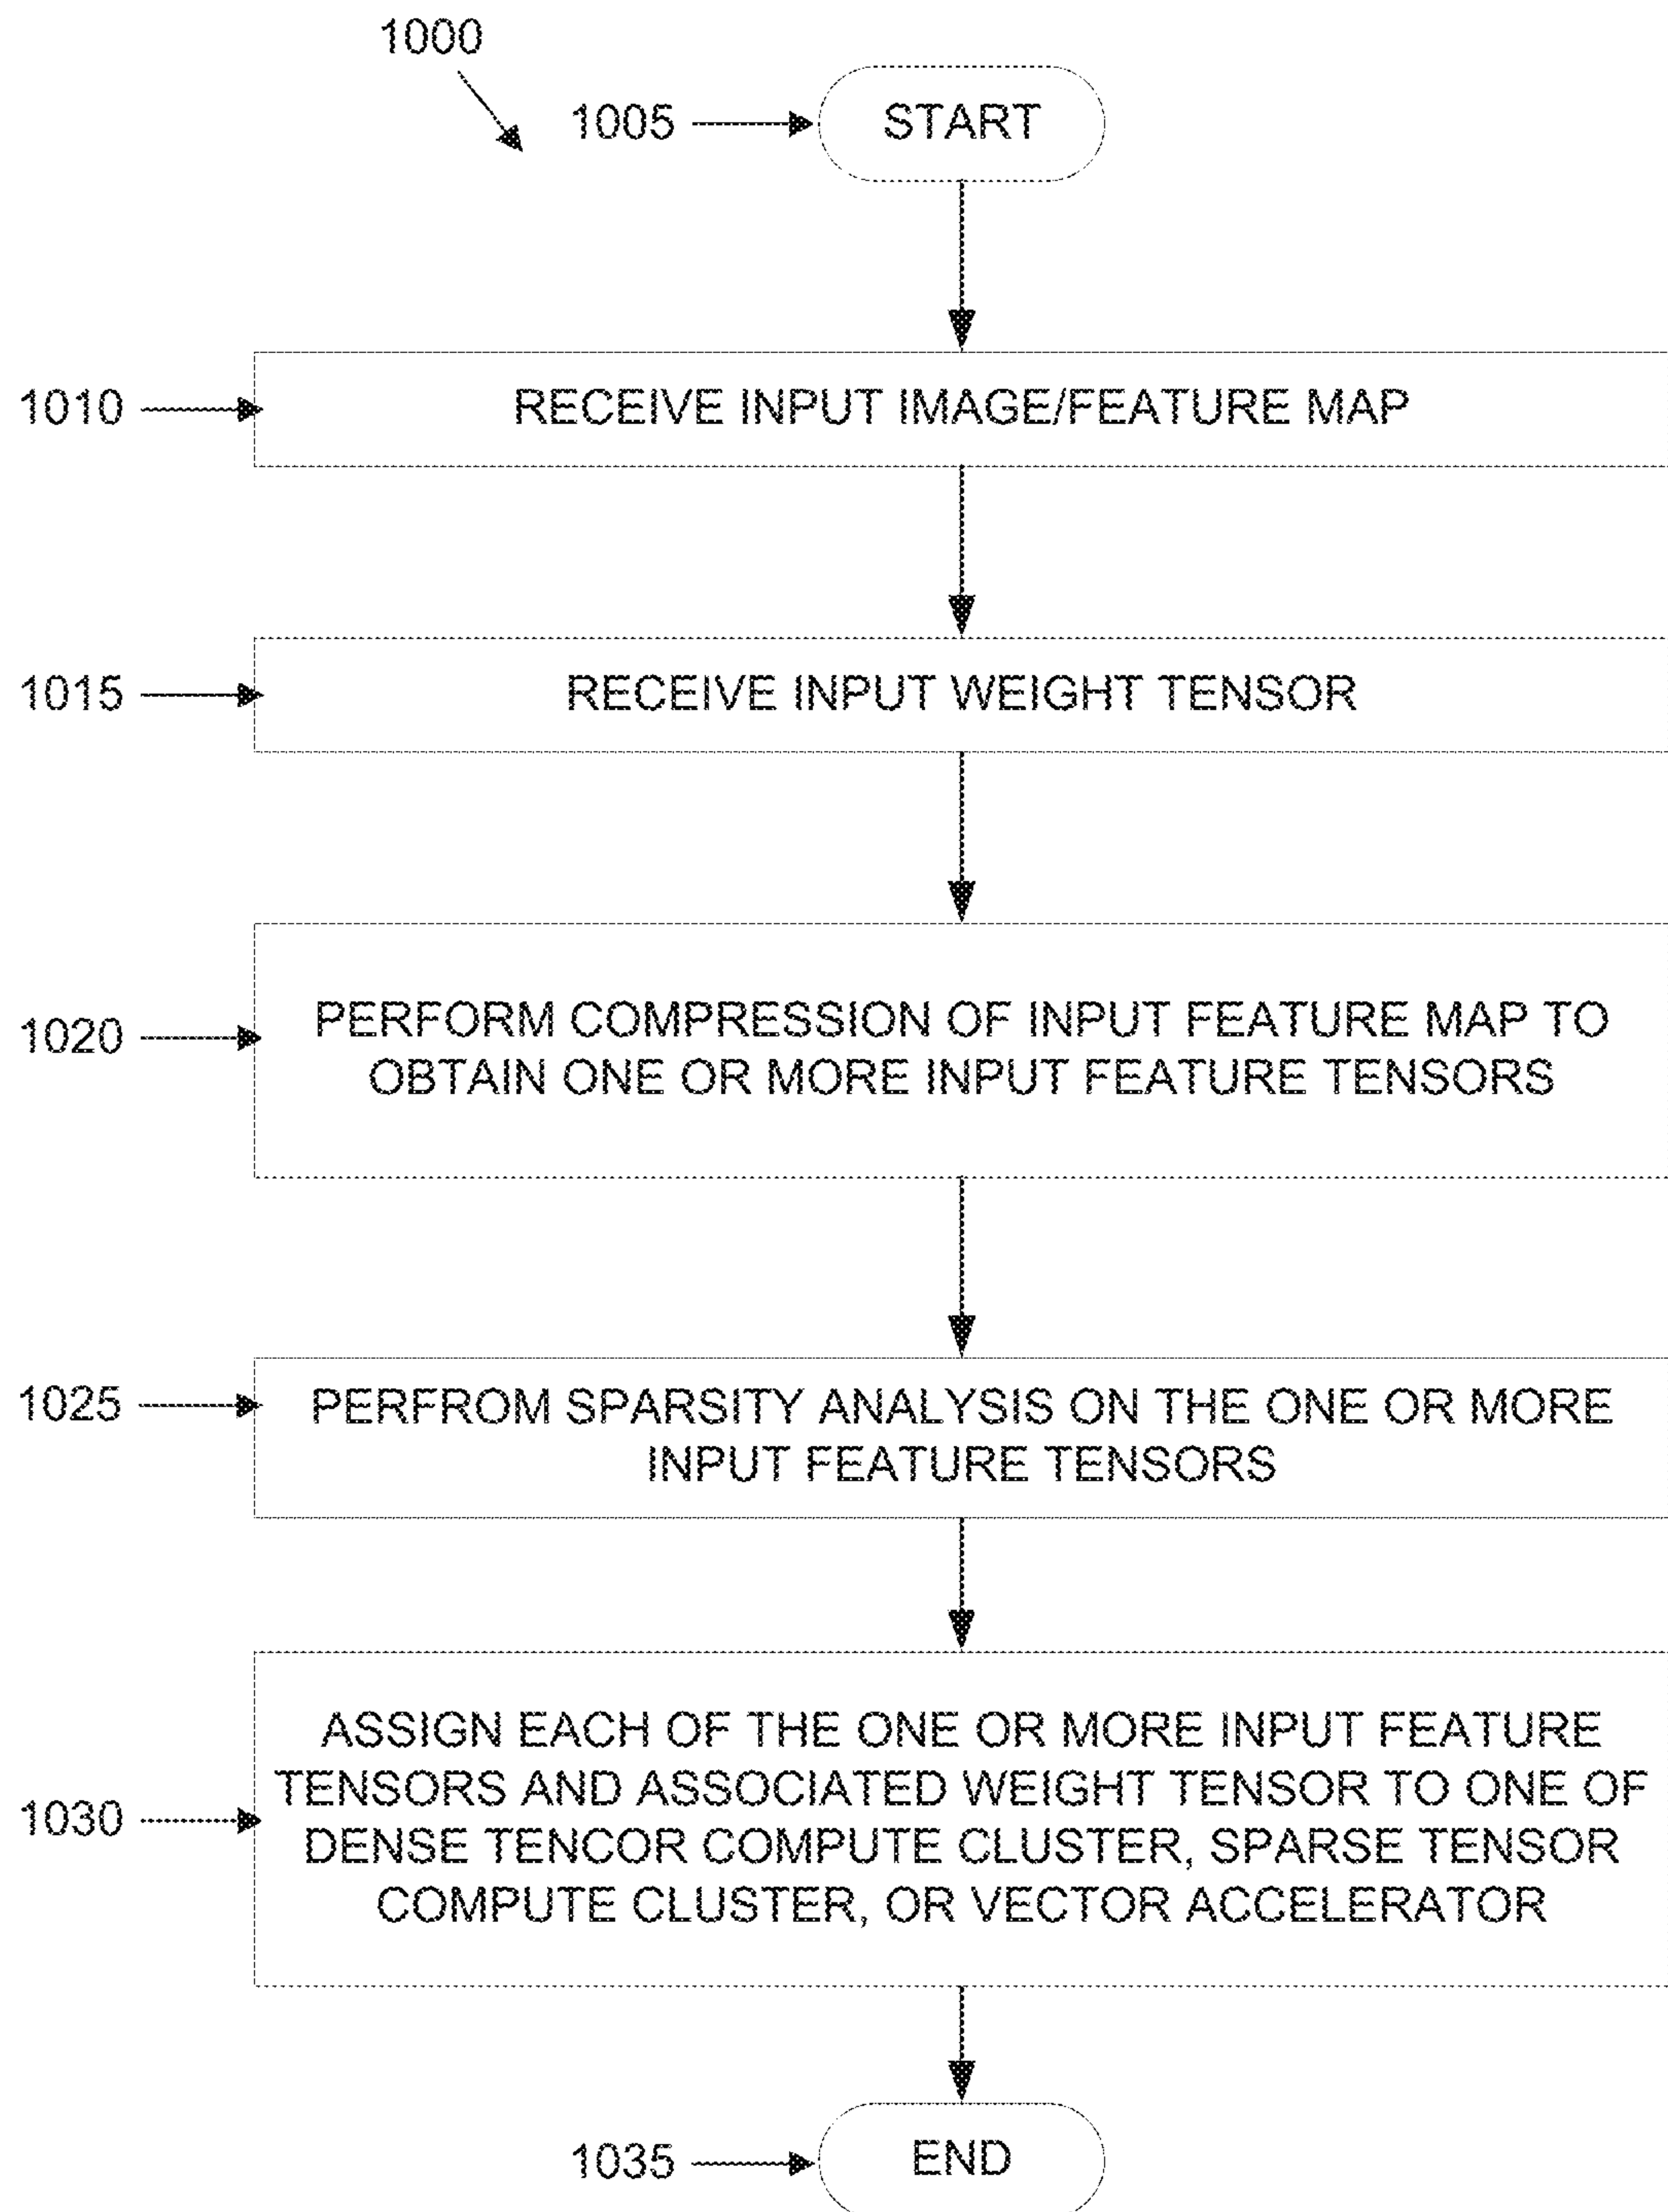 1000
1005
START
1010
RECEIVE INPUT IMAGE/FEATURE MAP
1015
RECEIVE INPUT WEIGHT TENSOR
1020
PERFORM COMPRESSION OF INPUT FEATURE MAP TO
OBTAIN ONE OR MORE INPUT FEATURE TENSORS
1025
PERFROM SPARSITY ANALYSIS ON THE ONE OR MORE
INPUT FEATURE TENSORS
1030
ASSIGN EACH OF THE ONE OR MORE INPUT FEATURE
TENSORS AND ASSOCIATED WEIGHT TENSOR TO ONE OF
DENSE TENCOR COMPUTE CLUSTER, SPARSE TENSOR
COMPUTE CLUSTER, OR VECTOR ACCELERATOR
1035
END